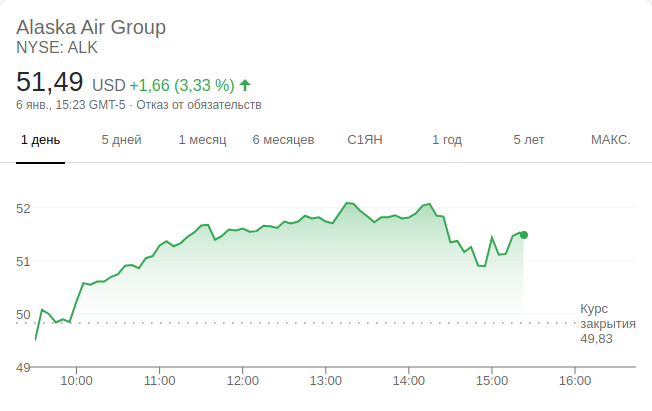 Alaska Air Group
NYSE: ALK
51,49 USD +1,66 (3,33 %)
6 янв., 15:23 GMT-5 · Отказ от обязательств
1 день 5 дней 1 месяц 6 месяцев С1ЯН 1 год 5 лет МАКС.
52
51
50
Курс
закрытия
49,83
49
10:00 11:00 12:00 13:00 14:00 15:00 16:00